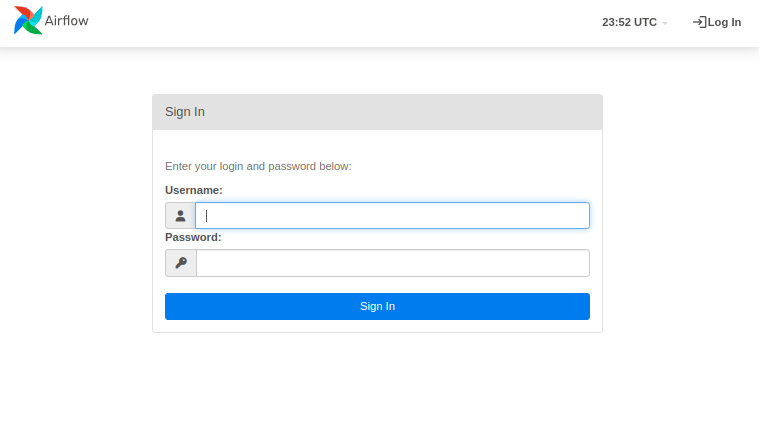 Airflow
23:52 UTC
Log In
Sign In
Enter your login and password below:
Username:
Password:
Sign In